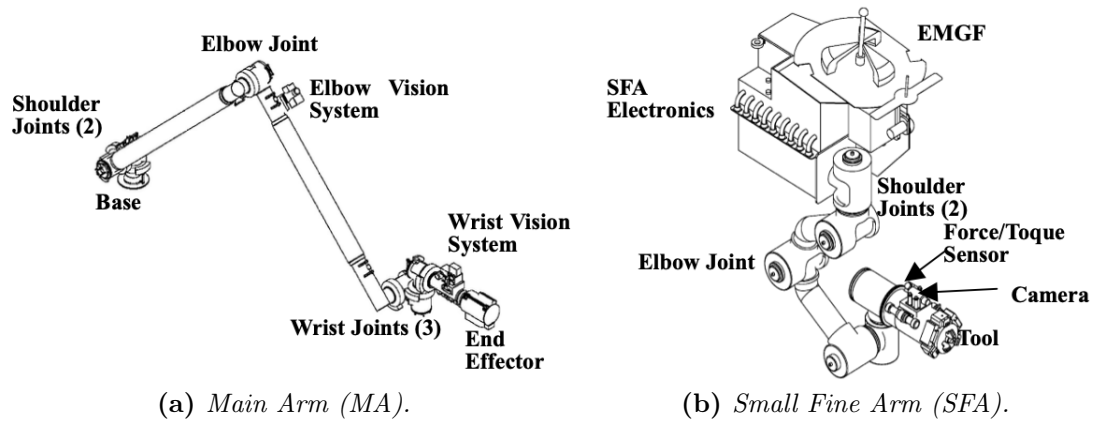 Elbow Joint
Elbow Vision
System
Shoulder
Joints (2)
Base
Wrist Vision
System
Wrist Joints (3)
End
Effector
(a) Main Arm (MA).
EMGF
SFA
Electronics
Shoulder
Joints (2)
Force/Toque
Sensor
Elbow Joint
Camera
Tool
(b) Small Fine Arm (SFA).